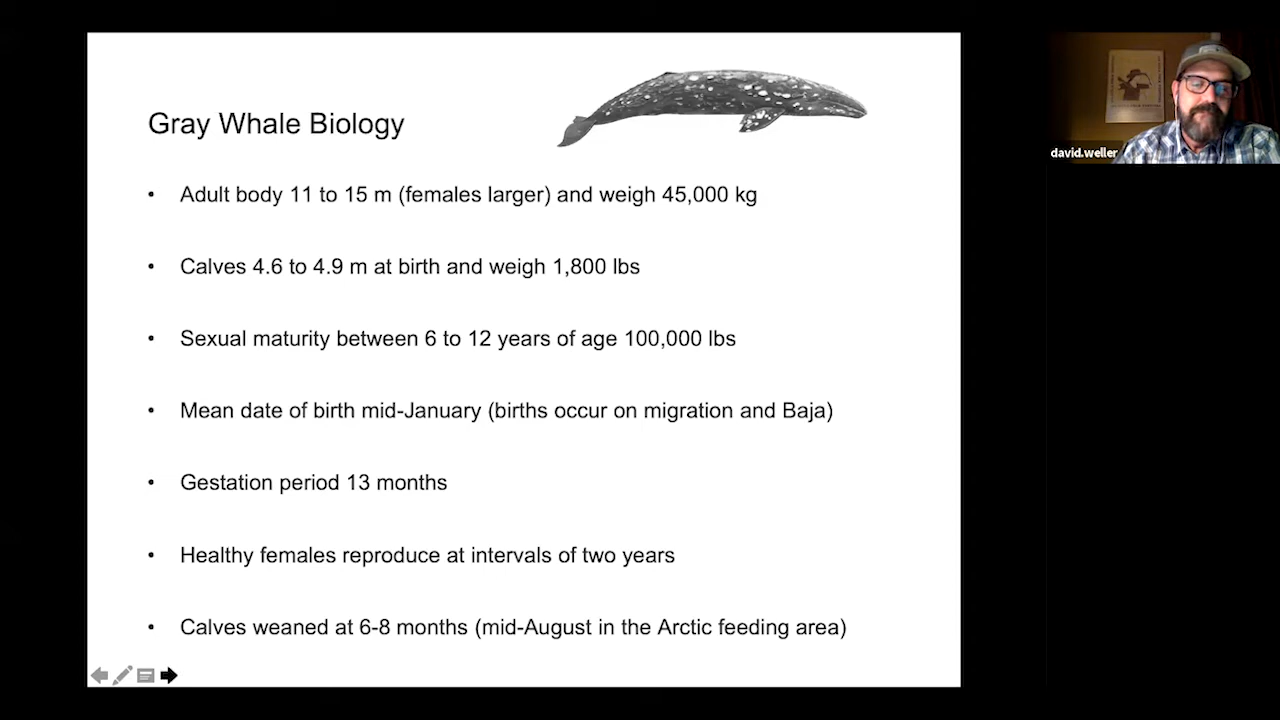 Gray Whale Biology
• Adult body 11 to 15 m (females larger) and weigh 45,000 kg
• Calves 4.6 to 4.9 m at birth and weigh 1,800 lbs
• Sexual maturity between 6 to 12 years of age 100,000 lbs
• Mean date of birth mid-January (births occur on migration and Baja)
• Gestation period 13 months
• Healthy females reproduce at intervals of two years
• Calves weaned at 6-8 months (mid-August in the Arctic feeding area)
david.weller